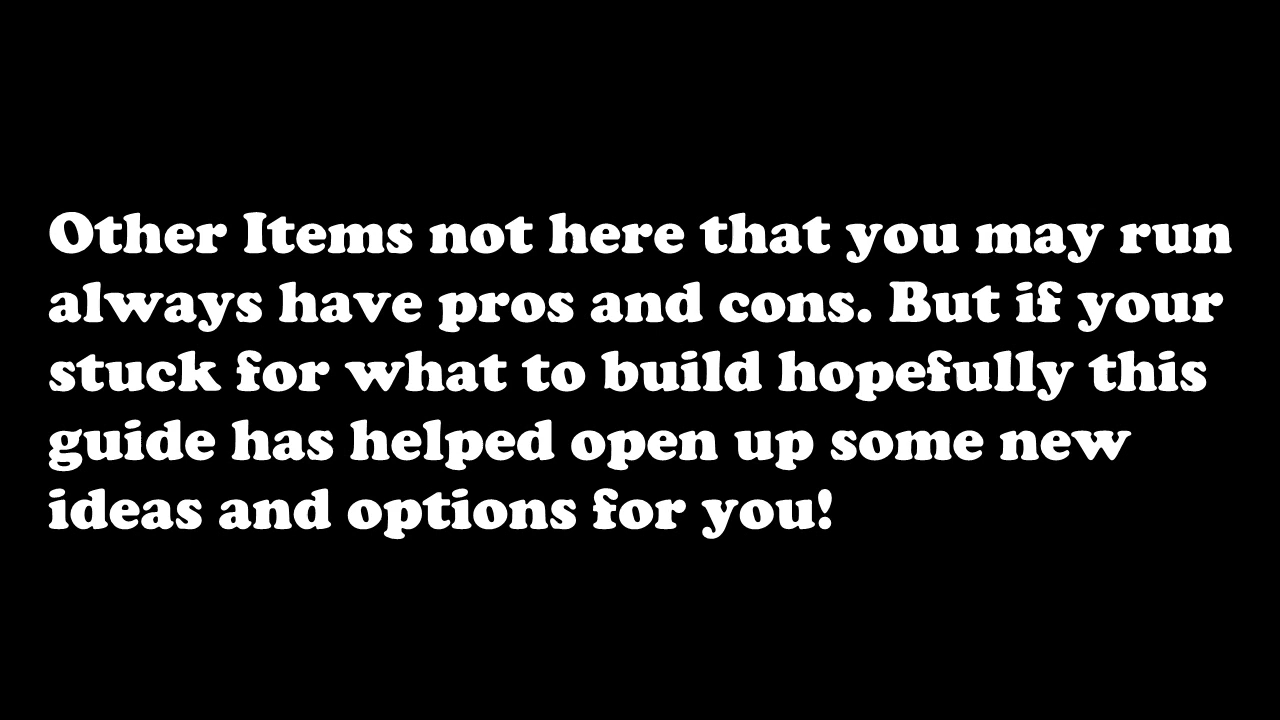 Other Items not here that you may run
always have pros and cons. But if your
stuck for what to build hopefully this
guide has helped open up some new
ideas and options for you!